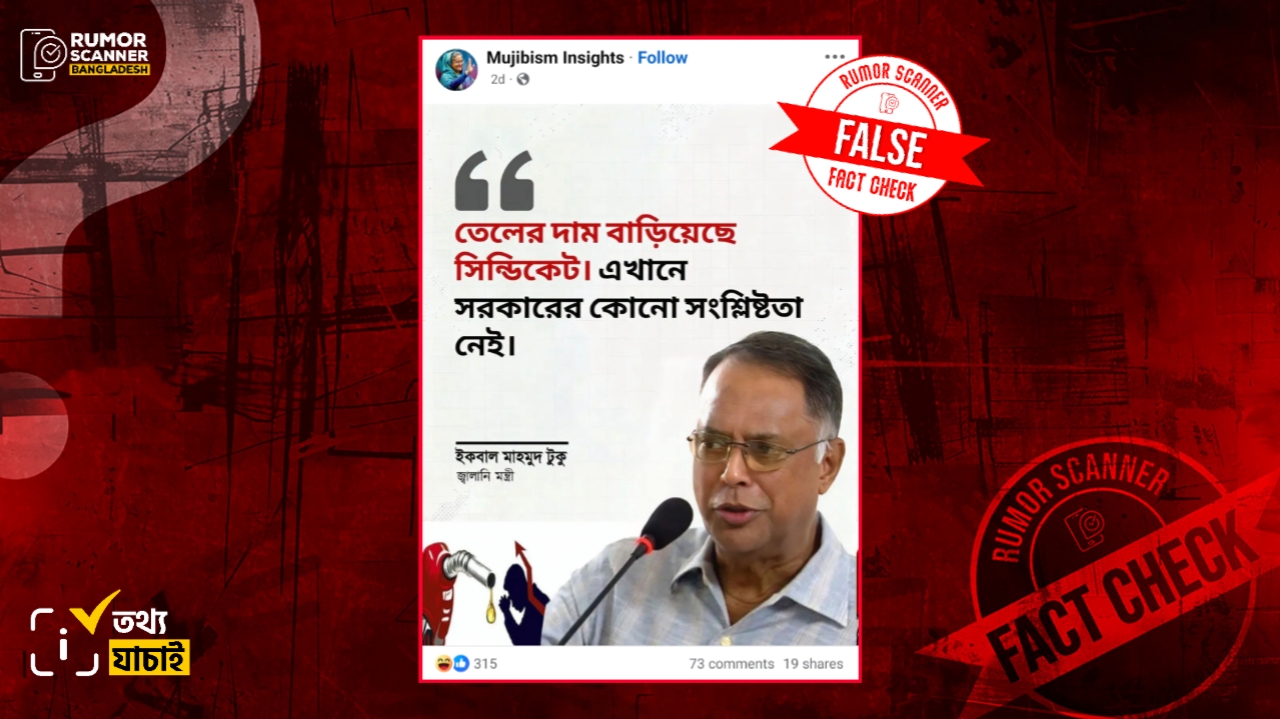 RUMOR
SCANNER
BANGLADESH
Mujibism Insights · Follow
2d ·
RUMOR SCANNER
FALSE
FACT CHECK
তেলের দাম বাড়িয়েছে
সিন্ডিকেট। এখানে
সরকারের কোনো সংশ্লিষ্টতা
নেই।
ইকবাল মাহমুদ টুকু
জ্বালানি মন্ত্রী
315
73 comments 19 shares
তথ্য
যাচাই
RUMOR SCANNER
FACT CHECK